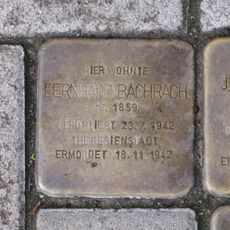 HIER WOHNTE
BERNHARD BACHRACH
JG. 1859
DEPORTIERT 23.7.1942
THERESIENSTADT
ERMORDET 18.11.1942